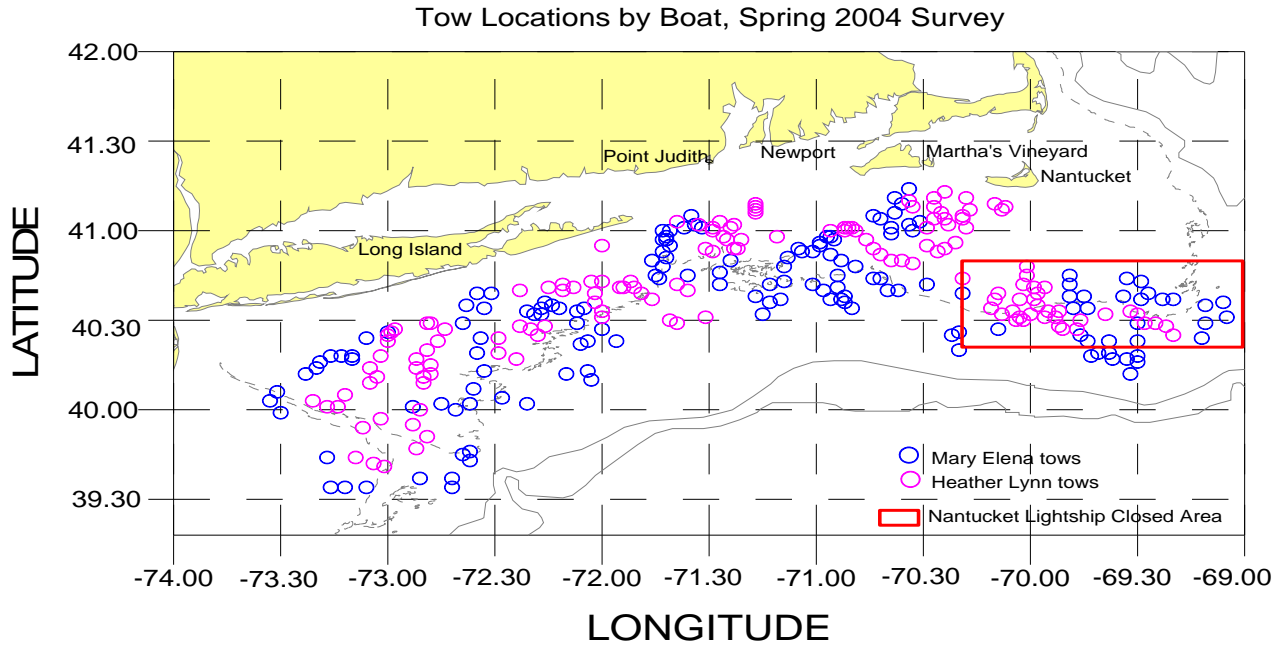 Tow Locations by Boat, Spring 2004 Survey
42.00
41.30
41.00
40.30
40.00
39.30
LATITUDE
Point Judith
Newport
Martha's Vineyard
Nantucket
Long Island
Mary Elena tows
Heather Lynn tows
Nantucket Lightship Closed Area
-74.00
-73.30
-73.00
-72.30
-72.00
-71.30
-71.00
-70.30
-70.00
-69.30
-69.00
LONGITUDE